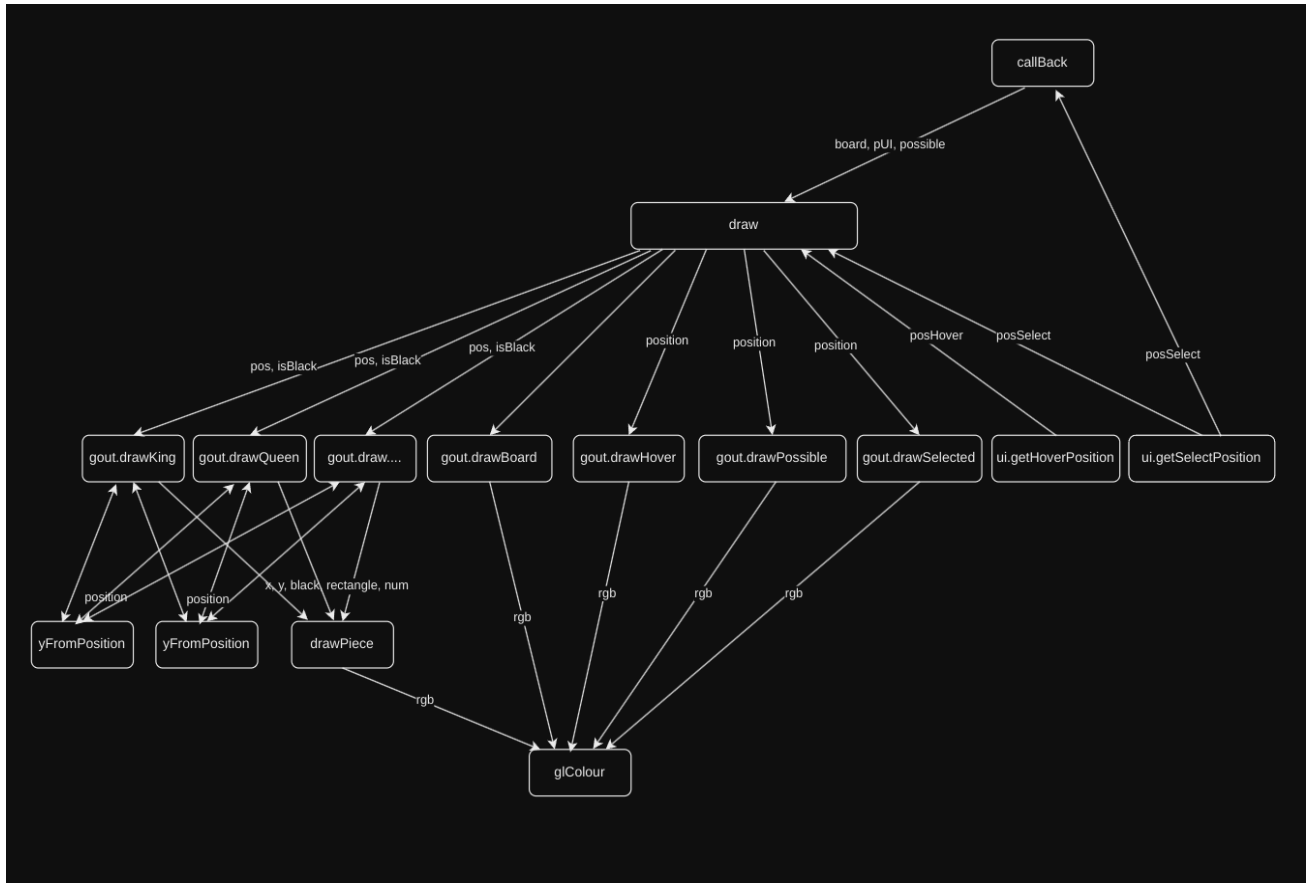 callBack
board, pUI, possible
draw
position
position
position
posHover
posSelect
posSelect
pos, isBlack
pos, isBlack
pos, isBlack
gout.drawKing
gout.drawQueen
gout.draw....
gout.drawBoard
gout.drawHover
gout.drawPossible
gout.drawSelected
ui.getHoverPosition
ui.getSelectPosition
position
position
x, y, black, rectangle, num
rgb
rgb
rgb
rgb
yFromPosition
yFromPosition
drawPiece
rgb
glColour